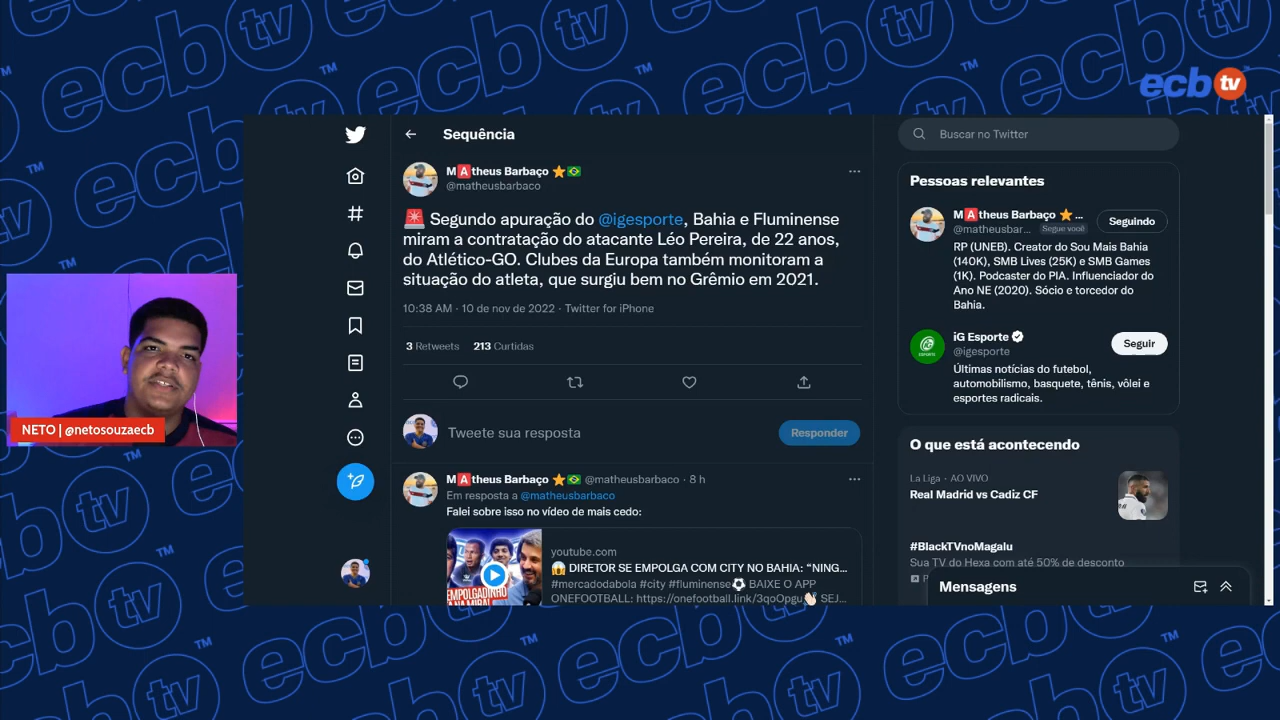 ecb tv
Sequência
Buscar no Twitter
MAtheus Barbaço
@matheusbarbaco
Segundo apuração do @igesporte, Bahia e Fluminense
miram a contratação do atacante Léo Pereira, de 22 anos,
do Atlético-GO. Clubes da Europa também monitoram a
situação do atleta, que surgiu bem no Grêmio em 2021.
10:38 AM · 10 de nov de 2022 · Twitter for iPhone
3 Retweets 213 Curtidas
Tweete sua resposta
Responder
MAtheus Barbaço @matheusbarbaco · 8 h
Em resposta a @matheusbarbaco
Falei sobre isso no vídeo de mais cedo:
EMPOLGADINHO
youtube.com
DIRETOR SE EMPOLGA COM CITY NO BAHIA: “NING...
#mercadodabola #city #fluminense BAIXE O APP
ONEFOOTBALL: https://onefootball.link/3qoOpgu SEJ...
Pessoas relevantes
MAtheus Barbaço ...
@matheusbar... Segue você
Seguindo
RP (UNEB). Creator do Sou Mais Bahia
(140K), SMB Lives (25K) e SMB Games
(1K). Podcaster do PIA. Influenciador do
Ano NE (2020). Sócio e torcedor do
Bahia.
iG Esporte
@igesporte
Seguir
Últimas notícias do futebol,
automobilismo, basquete, tênis, vôlei e
esportes radicais.
O que está acontecendo
La Liga · AO VIVO
Real Madrid vs Cadiz CF
#BlackTVnoMagalu
Sua TV do Hexa com até 50% de desconto
Mensagens
NETO | @netosouzaecb